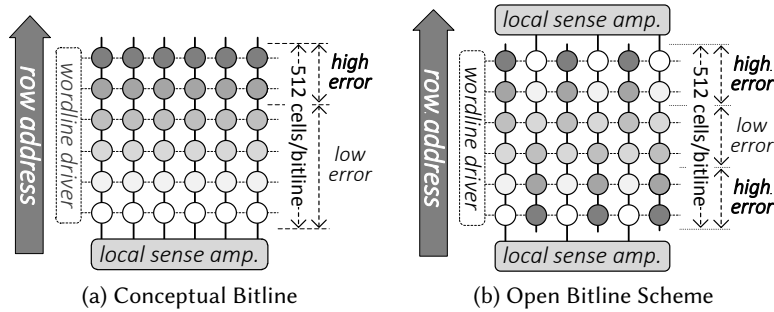 row address
wordline driver
512 cells/bitline
high
error
low
error
local sense amp.
(a) Conceptual Bitline
local sense amp.
row address
wordline driver
512 cells/bitline
high
error
low
error
high
error
local sense amp.
(b) Open Bitline Scheme